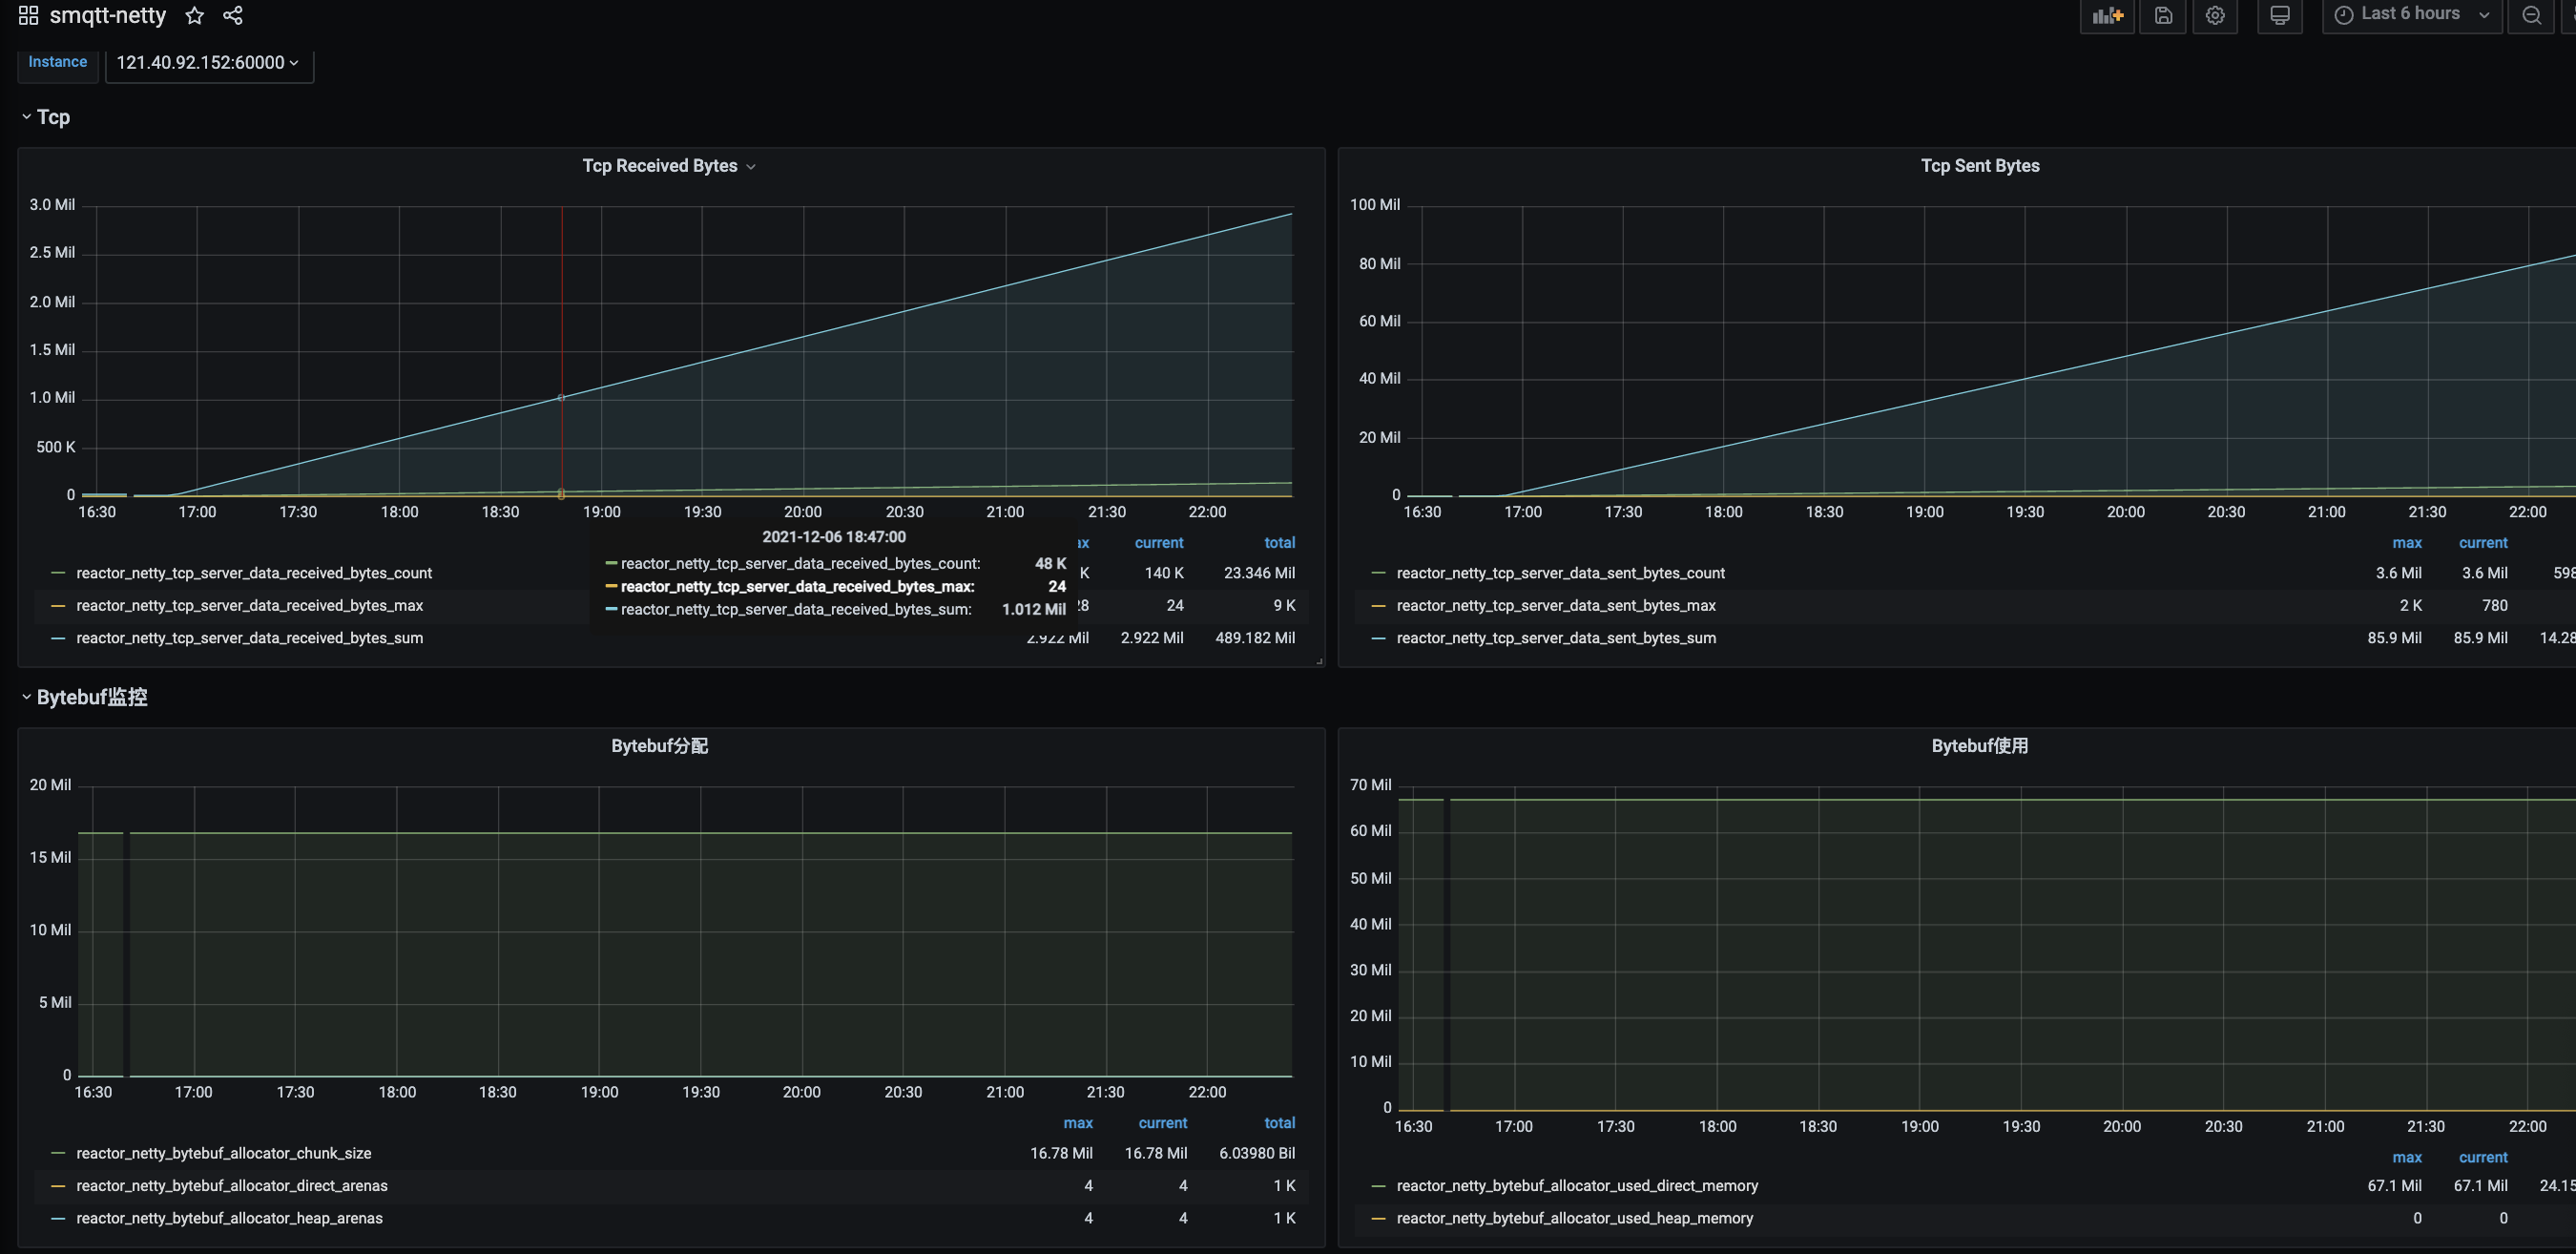 smqtt-netty
Last 6 hours
Instance 121.40.92.152:60000
Tcp
Tcp Received Bytes
3.0 Mil
2.5 Mil
2.0 Mil
1.5 Mil
1.0 Mil
500 K
0
16:30 17:00 17:30 18:00 18:30 19:00 19:30 20:00 20:30 21:00 21:30 22:00
2021-12-06 18:47:00
reactor_netty_tcp_server_data_received_bytes_count: 48 K
reactor_netty_tcp_server_data_received_bytes_max: 24
reactor_netty_tcp_server_data_received_bytes_sum: 1.012 Mil
ax current total
reactor_netty_tcp_server_data_received_bytes_count K 140 K 23.346 Mil
reactor_netty_tcp_server_data_received_bytes_max 28 24 9 K
reactor_netty_tcp_server_data_received_bytes_sum 2.922 Mil 2.922 Mil 489.182 Mil
Tcp Sent Bytes
100 Mil
80 Mil
60 Mil
40 Mil
20 Mil
0
16:30 17:00 17:30 18:00 18:30 19:00 19:30 20:00 20:30 21:00 21:30 22:00
max current
reactor_netty_tcp_server_data_sent_bytes_count 3.6 Mil 3.6 Mil 598
reactor_netty_tcp_server_data_sent_bytes_max 2 K 780
reactor_netty_tcp_server_data_sent_bytes_sum 85.9 Mil 85.9 Mil 14.28
Bytebuf监控
Bytebuf分配
20 Mil
15 Mil
10 Mil
5 Mil
0
16:30 17:00 17:30 18:00 18:30 19:00 19:30 20:00 20:30 21:00 21:30 22:00
max current total
reactor_netty_bytebuf_allocator_chunk_size 16.78 Mil 16.78 Mil 6.03980 Bil
reactor_netty_bytebuf_allocator_direct_arenas 4 4 1 K
reactor_netty_bytebuf_allocator_heap_arenas 4 4 1 K
Bytebuf使用
70 Mil
60 Mil
50 Mil
40 Mil
30 Mil
20 Mil
10 Mil
0
16:30 17:00 17:30 18:00 18:30 19:00 19:30 20:00 20:30 21:00 21:30 22:00
max current
reactor_netty_bytebuf_allocator_used_direct_memory 67.1 Mil 67.1 Mil 24.15
reactor_netty_bytebuf_allocator_used_heap_memory 0 0